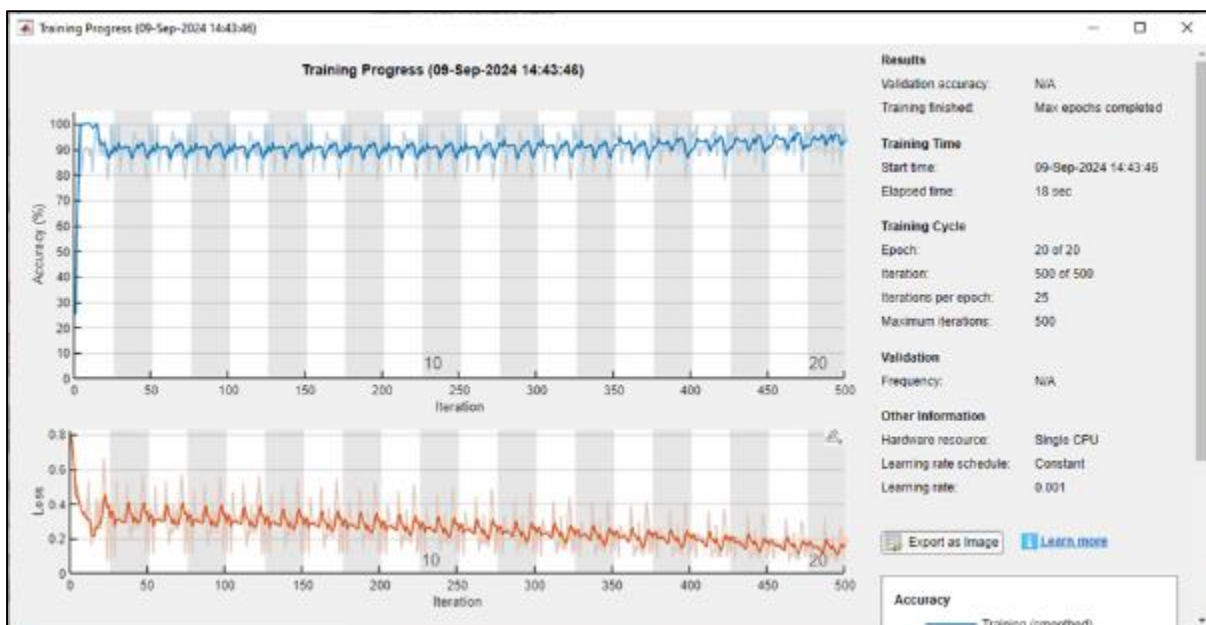 Training Progress (09-Sep-2024 14:43:46)
Training Progress (09-Sep-2024 14:43:46)
Accuracy (%)
100
90
80
70
60
50
40
30
20
10
0
10
20
0 50 100 150 200 250 300 350 400 450 500
Iteration
Loss
0.8
0.6
0.4
0.2
0
10
20
0 50 100 150 200 250 300 350 400 450 500
Iteration
Results
Validation accuracy: N/A
Training finished: Max epochs completed
Training Time
Start time: 09-Sep-2024 14:43:46
Elapsed time: 18 sec
Training Cycle
Epoch: 20 of 20
Iteration: 500 of 500
Iterations per epoch: 25
Maximum iterations: 500
Validation
Frequency: N/A
Other Information
Hardware resource: Single CPU
Learning rate schedule: Constant
Learning rate: 0.001
Export as Image
i Learn more
Accuracy
Training (smoothed)